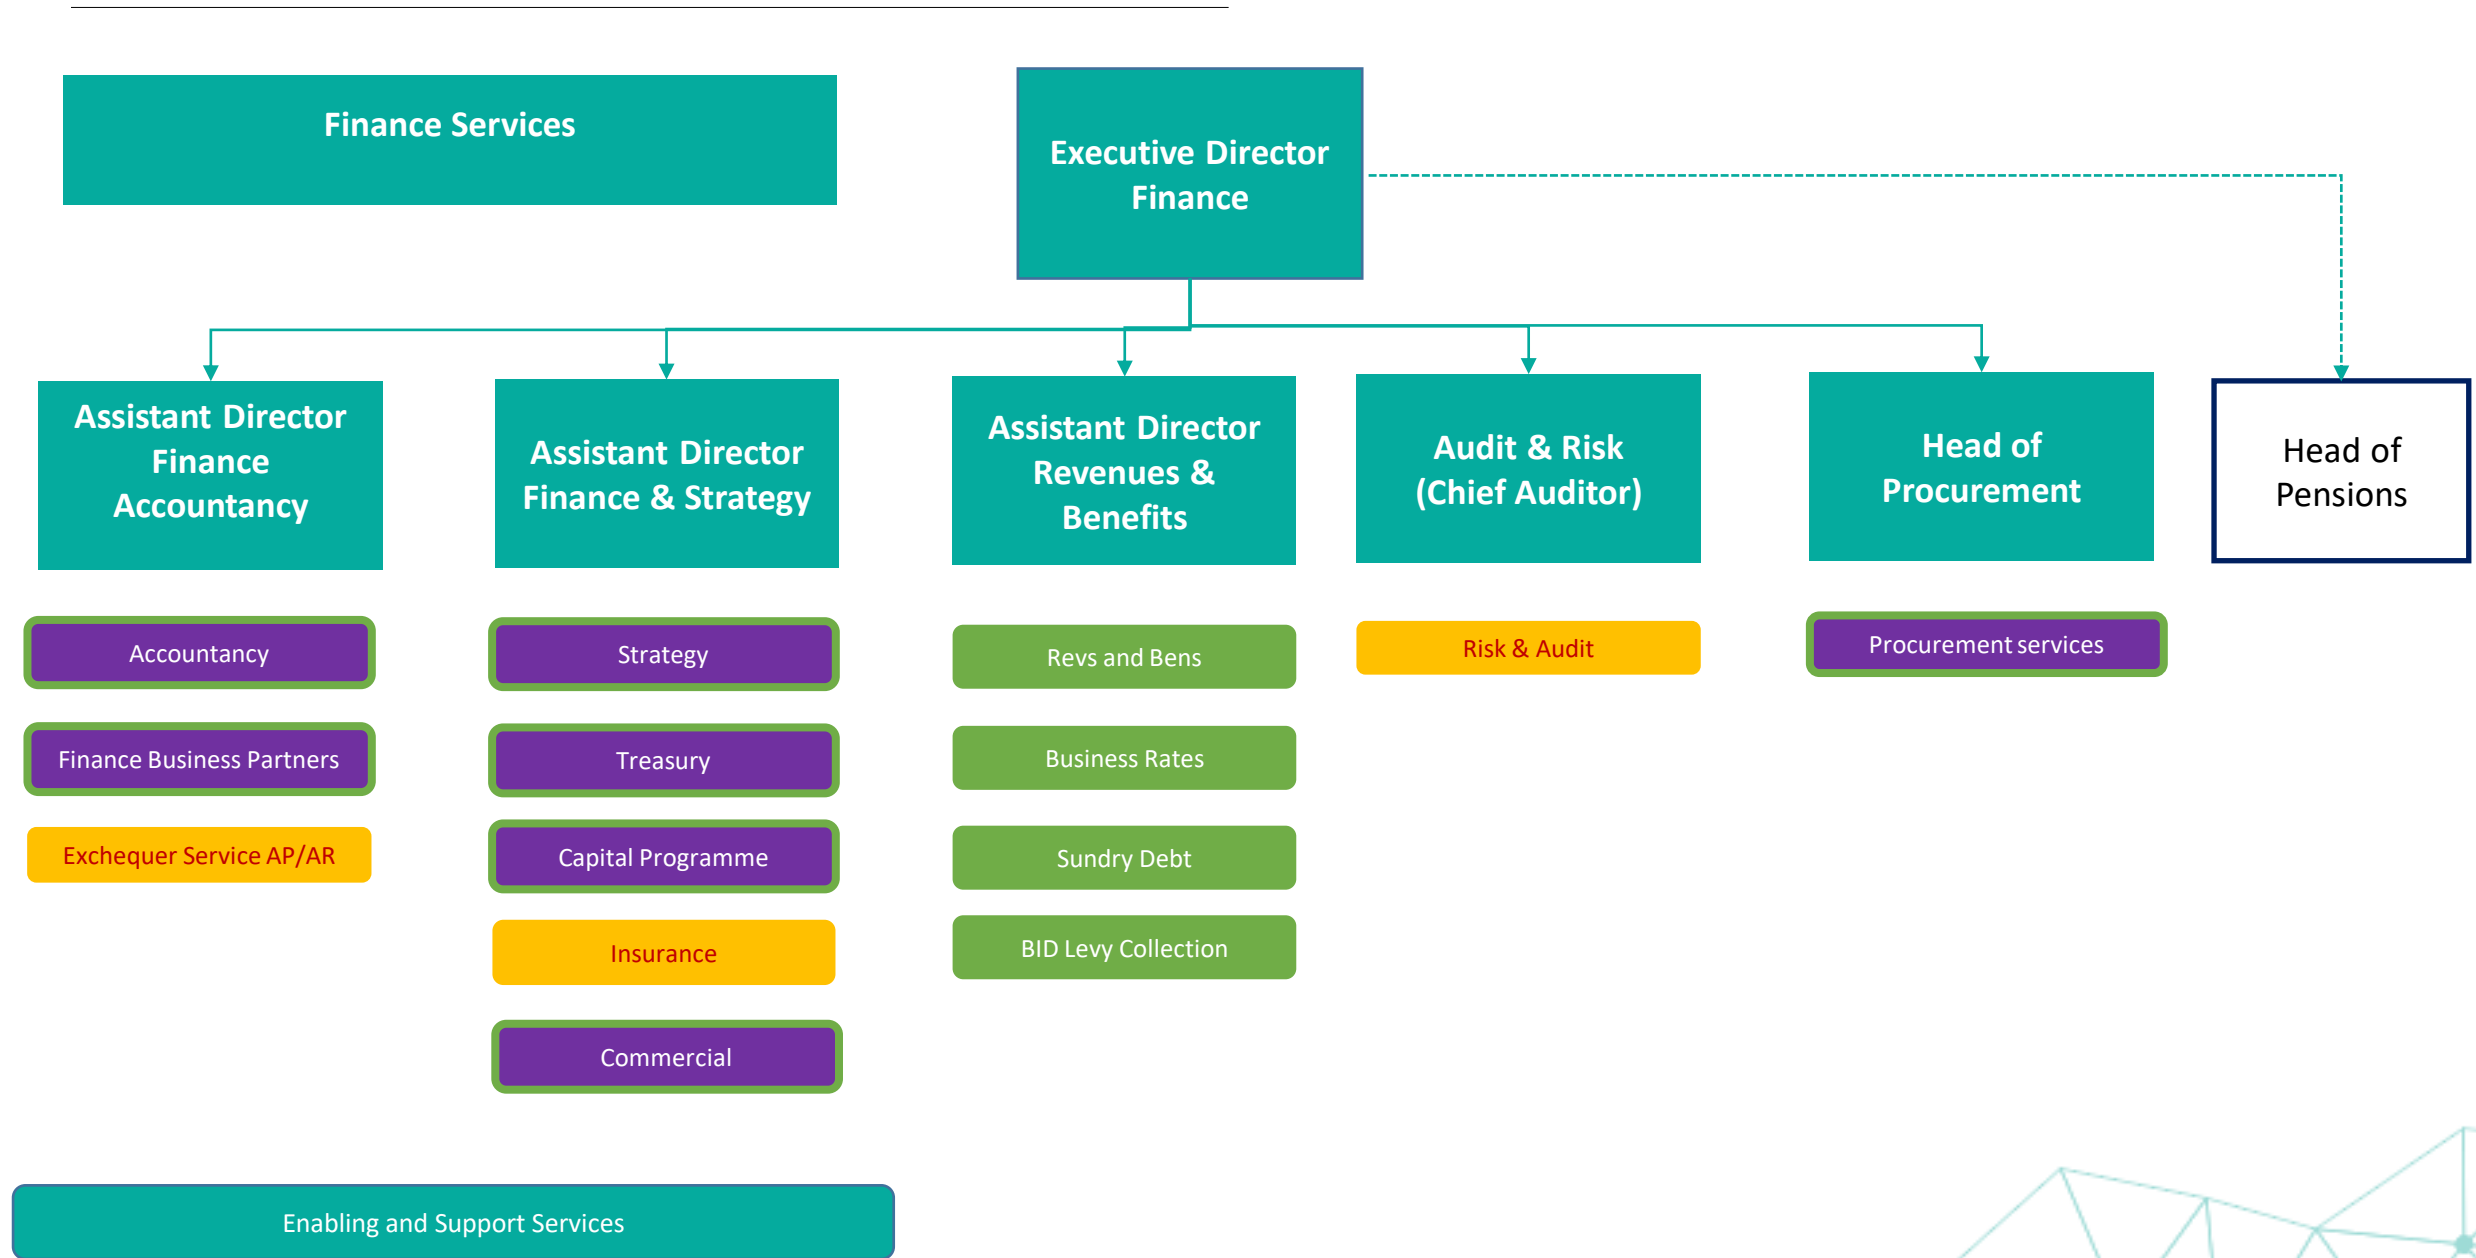 Finance Services
Executive Director
Finance
Assistant Director
Finance
Accountancy
Assistant Director
Finance & Strategy
Assistant Director
Revenues &
Benefits
Audit & Risk
(Chief Auditor)
Head of
Procurement
Head of
Pensions
Accountancy
Finance Business Partners
Exchequer Service AP/AR
Strategy
Treasury
Capital Programme
Insurance
Commercial
Revs and Bens
Business Rates
Sundry Debt
BID Levy Collection
Risk & Audit
Procurement services
Enabling and Support Services